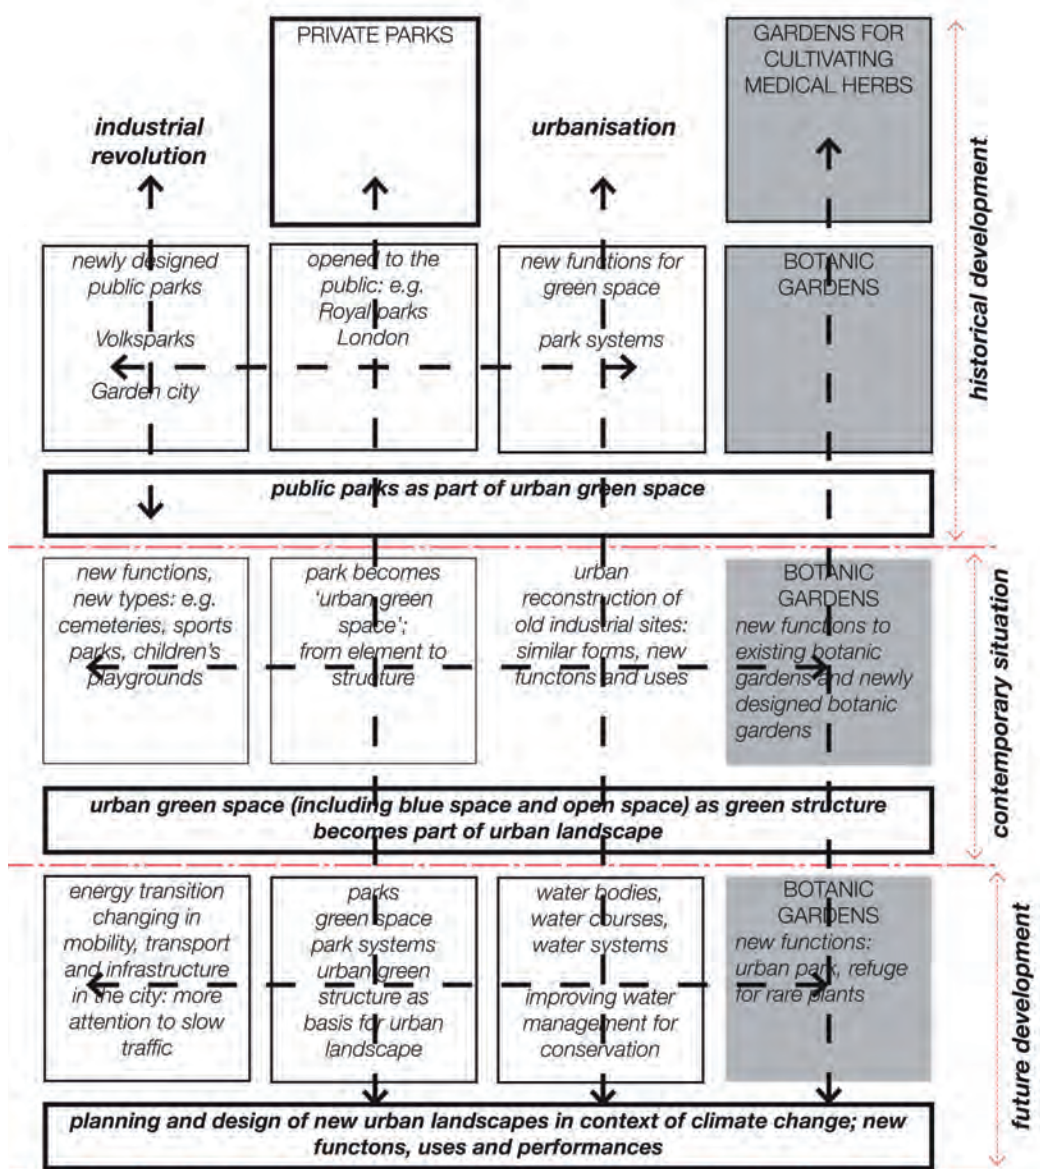 PRIVATE PARKS
GARDENS FOR
CULTIVATING
MEDICAL HERBS
industrial
revolution
urbanisation
newly designed
public parks
Volksparks
Garden city
opened to the
public: e.g.
Royal parks
London
new functions for
green space
park systems
BOTANIC
GARDENS
historical development
public parks as part of urban green space
new functions,
new types: e.g.
cemeteries, sports
parks, children's
playgrounds
park becomes
'urban green
space';
from element to
structure
urban
reconstruction of
old industrial sites:
similar forms, new
functons and uses
BOTANIC
GARDENS
new functions to
existing botanic
gardens and newly
designed botanic
gardens
contemporary situation
urban green space (including blue space and open space) as green structure
becomes part of urban landscape
energy transition
changing in
mobility, transport
and infrastructure
in the city: more
attention to slow
traffic
parks
green space
park systems
urban green
structure as
basis for urban
landscape
water bodies,
water courses,
water systems
improving water
management for
conservation
BOTANIC
GARDENS
new functions:
urban park, refuge
for rare plants
future development
planning and design of new urban landscapes in context of climate change; new
functons, uses and performances